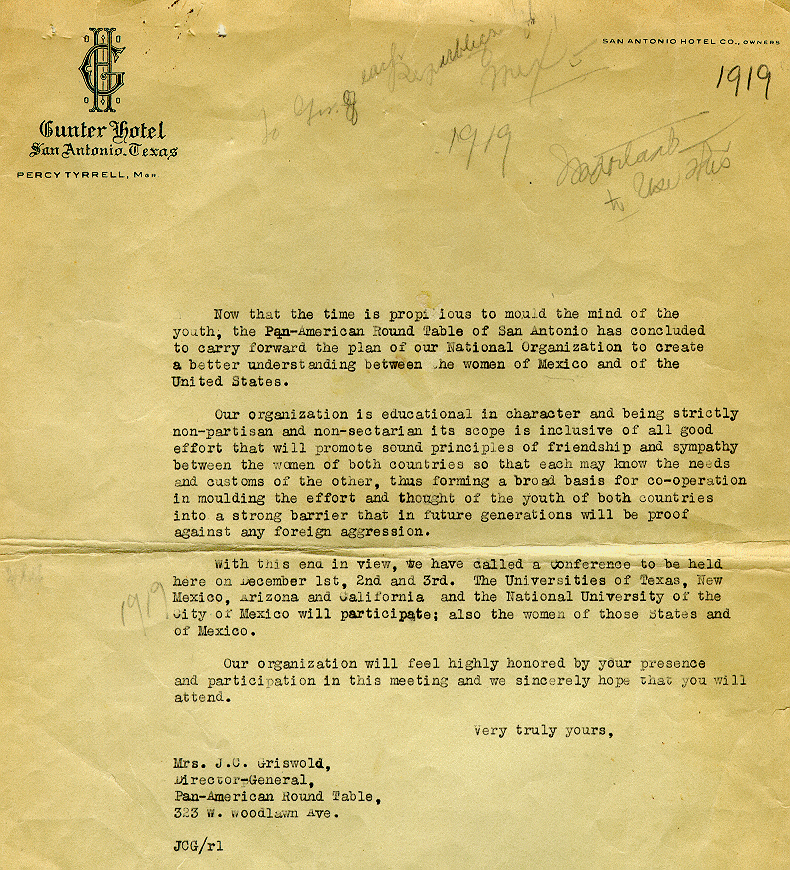 SAN ANTONIO HOTEL CO., OWNERS
1919
Gunter Hotel
San Antonio, Texas
PERCY TYRRELL, MGR
To Gov. of each Republics of
Mex
1919
Important
to Use this
Now that the time is propitious to mould the mind of the
youth, the Pan-American Round Table of San Antonio has concluded
to carry forward the plan of our National Organization to create
a better understanding between the women of Mexico and of the
United States.
Our organization is educational in character and being strictly
non-partisan and non-sectarian its scope is inclusive of all good
effort that will promote sound principles of friendship and sympathy
between the women of both countries so that each may know the needs
and customs of the other, thus forming a broad basis for co-operation
in moulding the effort and thought of the youth of both countries
into a strong barrier that in future generations will be proof
against any foreign aggression.
With this end in view, we have called a Conference to be held
here on December 1st, 2nd and 3rd. The Universities of Texas, New
Mexico, Arizona and California and the National University of the
City of Mexico will participate; also the women of those States and
of Mexico.
1919
Our organization will feel highly honored by your presence
and participation in this meeting and we sincerely hope that you will
attend.
Very truly yours,
Mrs. J.C. Griswold,
Director-General,
Pan-American Round Table,
323 W. Woodlawn Ave.
JCG/rl